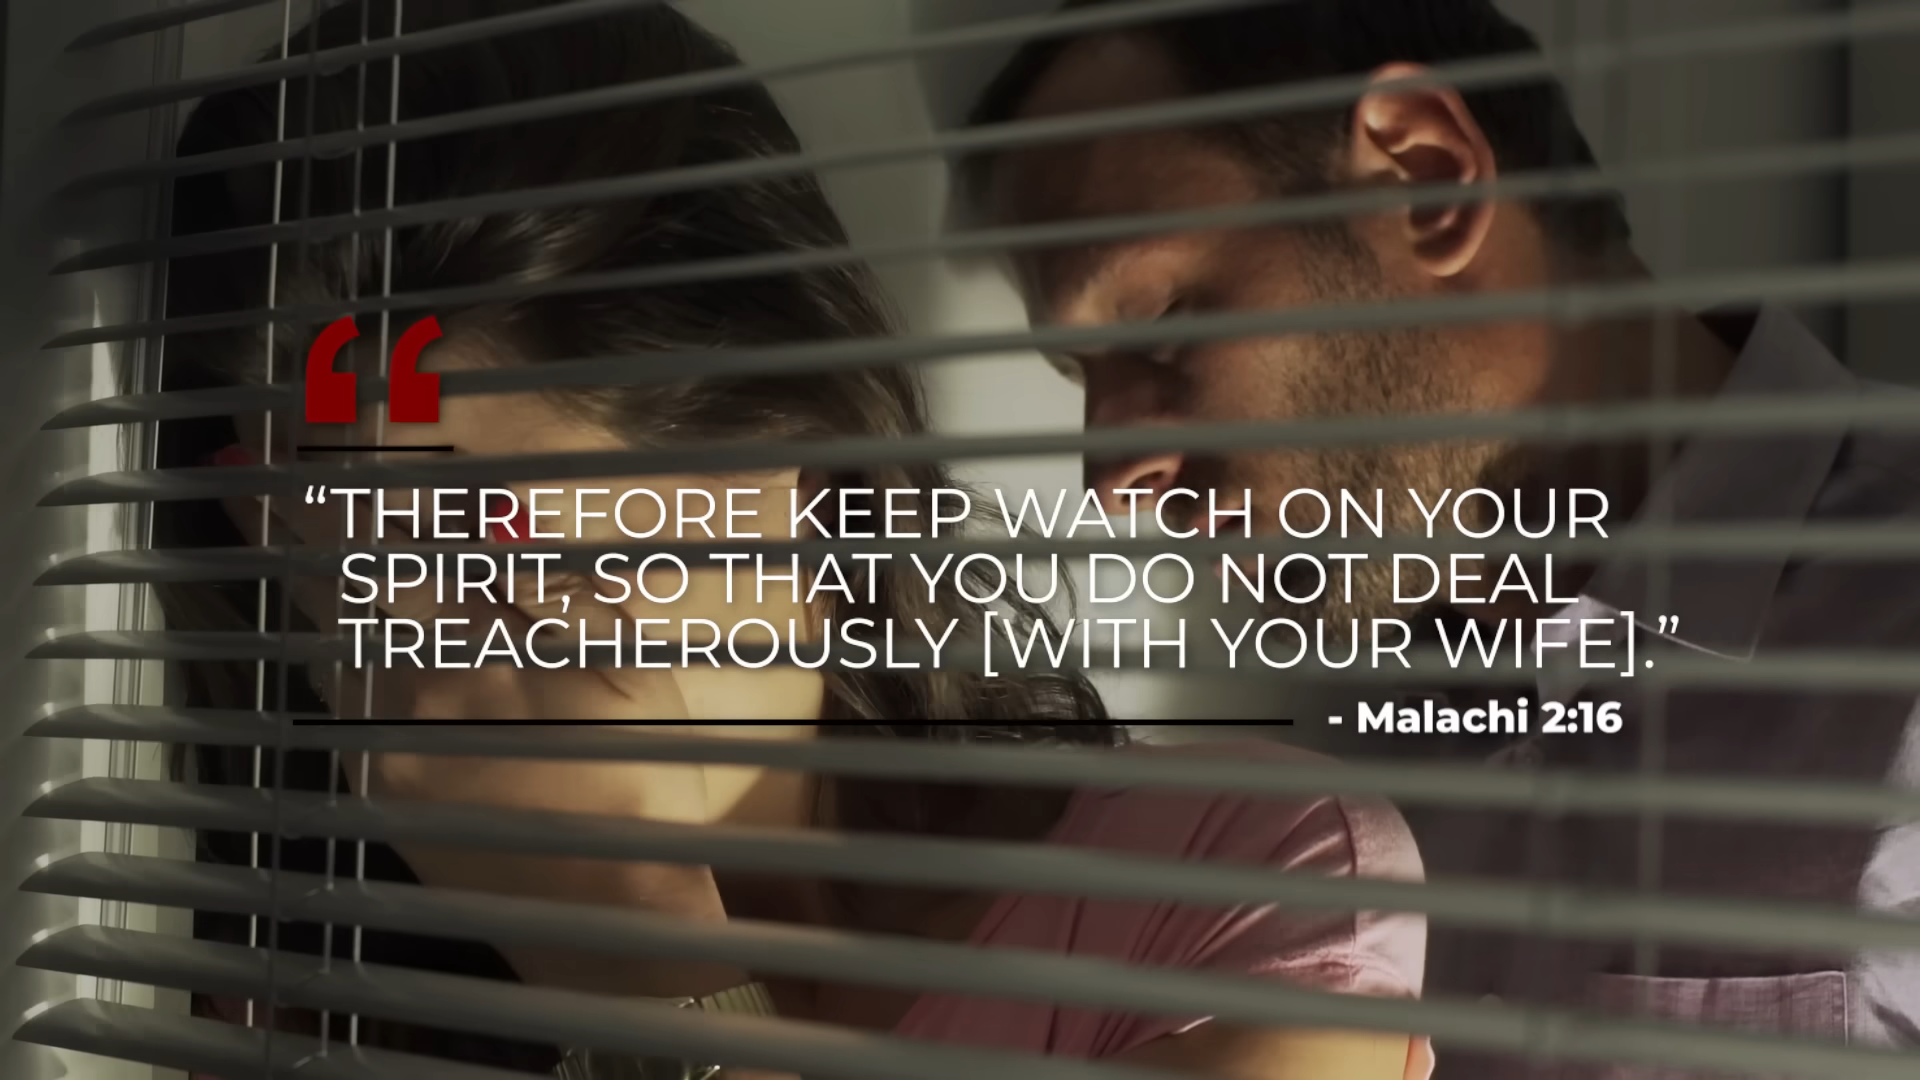 “THEREFORE KEEP WATCH ON YOUR
SPIRIT, SO THAT YOU DO NOT DEAL
TREACHEROUSLY [WITH YOUR WIFE].”
- Malachi 2:16